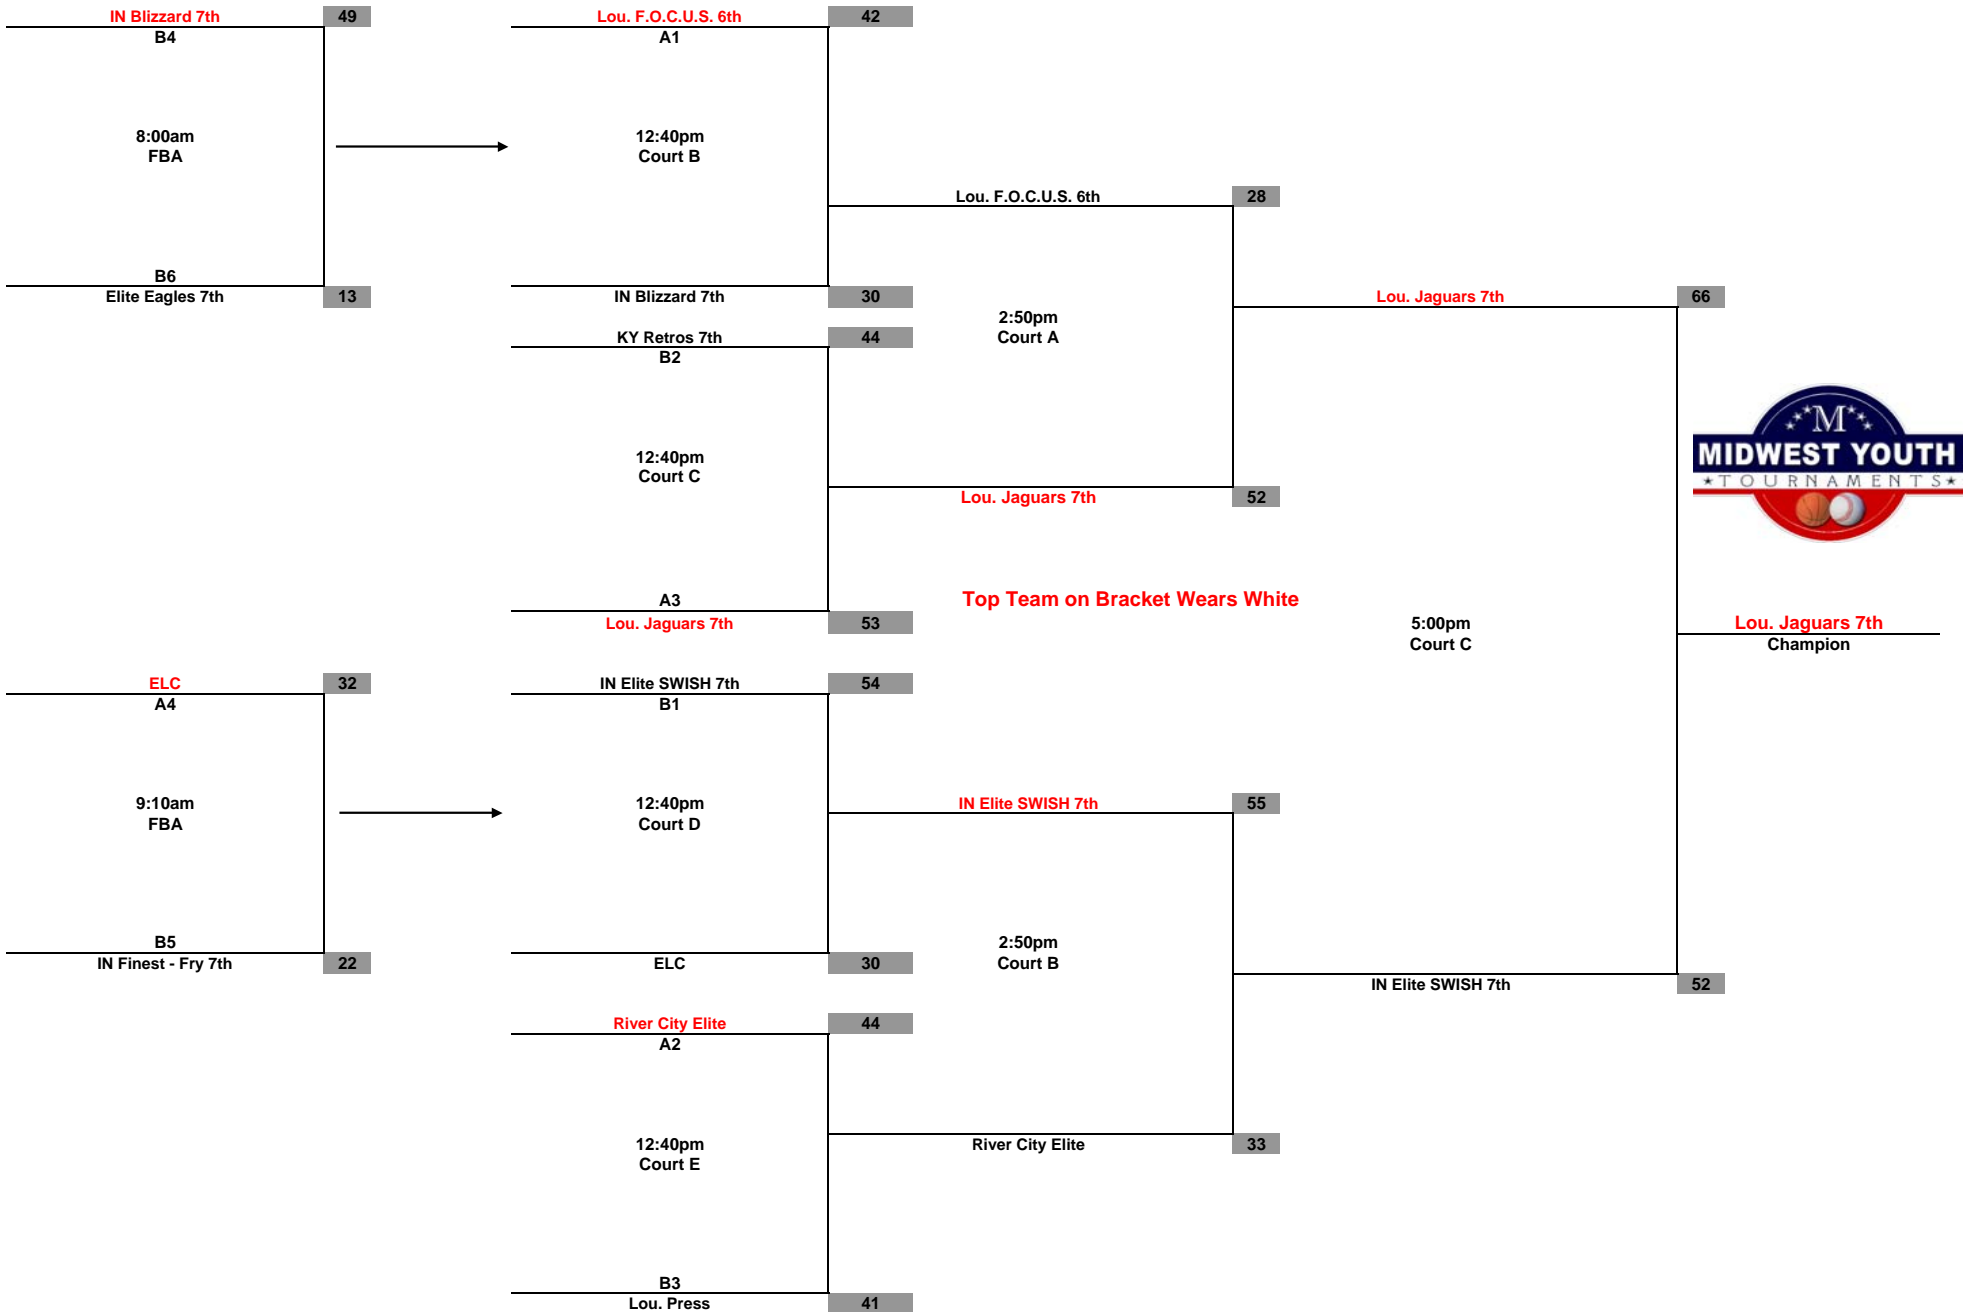 IN Blizzard 7th 49
B4
8:00am
FBA
B6
Elite Eagles 7th 13
Lou. F.O.C.U.S. 6th 42
A1
12:40pm
Court B
IN Blizzard 7th 30
KY Retros 7th 44
B2
12:40pm
Court C
A3
Lou. Jaguars 7th 53
Lou. F.O.C.U.S. 6th 28
2:50pm
Court A
Lou. Jaguars 7th 52
Top Team on Bracket Wears White
ELC 32
A4
9:10am
FBA
B5
IN Finest - Fry 7th 22
IN Elite SWISH 7th 54
B1
12:40pm
Court D
ELC 30
River City Elite 44
A2
12:40pm
Court E
B3
Lou. Press 41
IN Elite SWISH 7th 55
2:50pm
Court B
River City Elite 33
Lou. Jaguars 7th 66
5:00pm
Court C
IN Elite SWISH 7th 52
M
MIDWEST YOUTH
TOURNAMENTS
Lou. Jaguars 7th
Champion